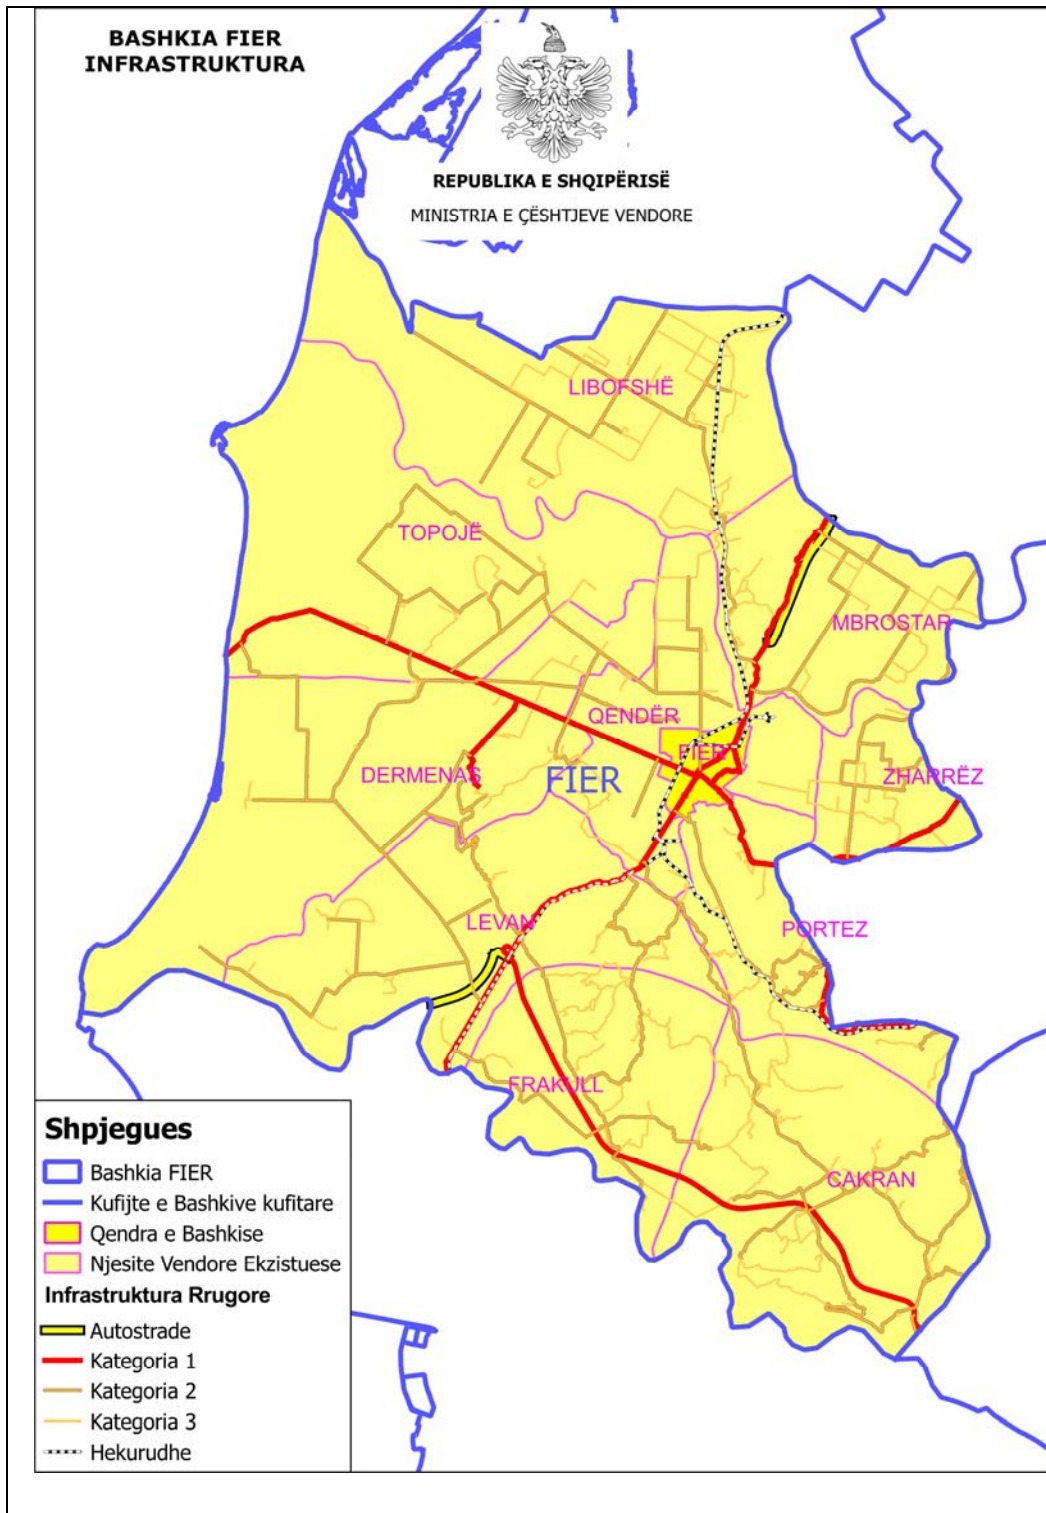 BASHKIA FIER
INFRASTRUKTURA
REPUBLIKA E SHQIPËRISË
MINISTRIA E ÇËSHTJEVE VENDORE
LIBOFSHË
TOPOJË
MBROSTAR
QENDËR
FIER
DERMENAS
FIER
ZHARRËZ
LEVAN
PORTEZ
FRAKULL
CAKRAN
Shpjegues
Bashkia FIER
Kufijte e Bashkive kufitare
Qendra e Bashkise
Njesite Vendore Ekzistuese
Infrastruktura Rrugore
Autostrade
Kategoria 1
Kategoria 2
Kategoria 3
Hekurudhe